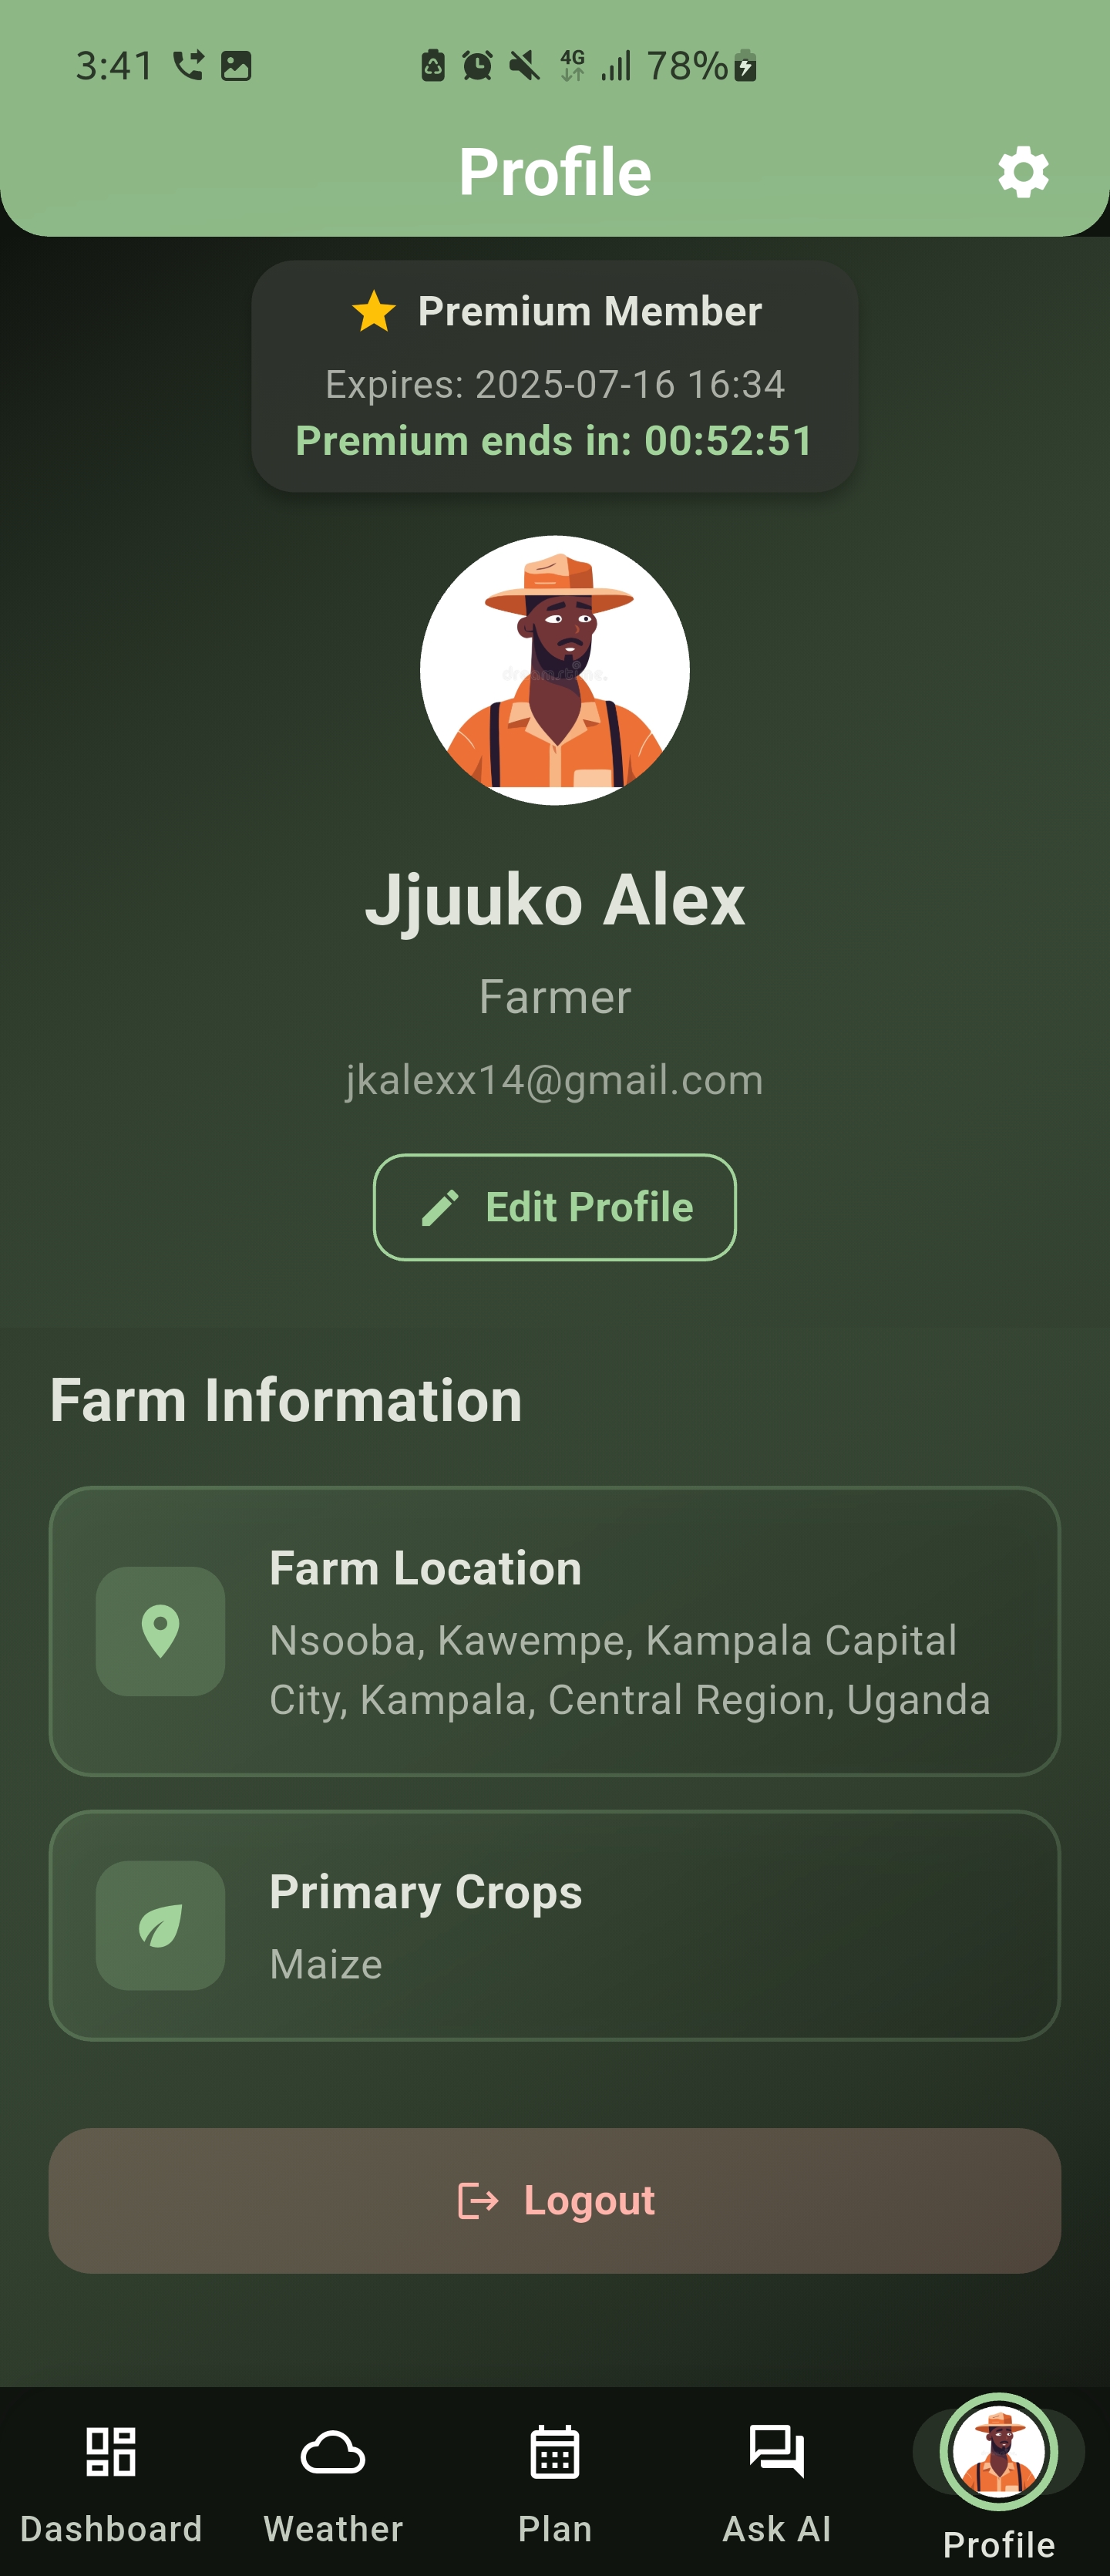 3:41
4G
78%
Profile
Premium Member
Expires: 2025-07-16 16:34
Premium ends in: 00:52:51
dreamstime.
Jjuuko Alex
Farmer
jkalexx14@gmail.com
Edit Profile
Farm Information
Farm Location
Nsooba, Kawempe, Kampala Capital
City, Kampala, Central Region, Uganda
Primary Crops
Maize
Logout
Dashboard
Weather
Plan
Ask AI
Profile